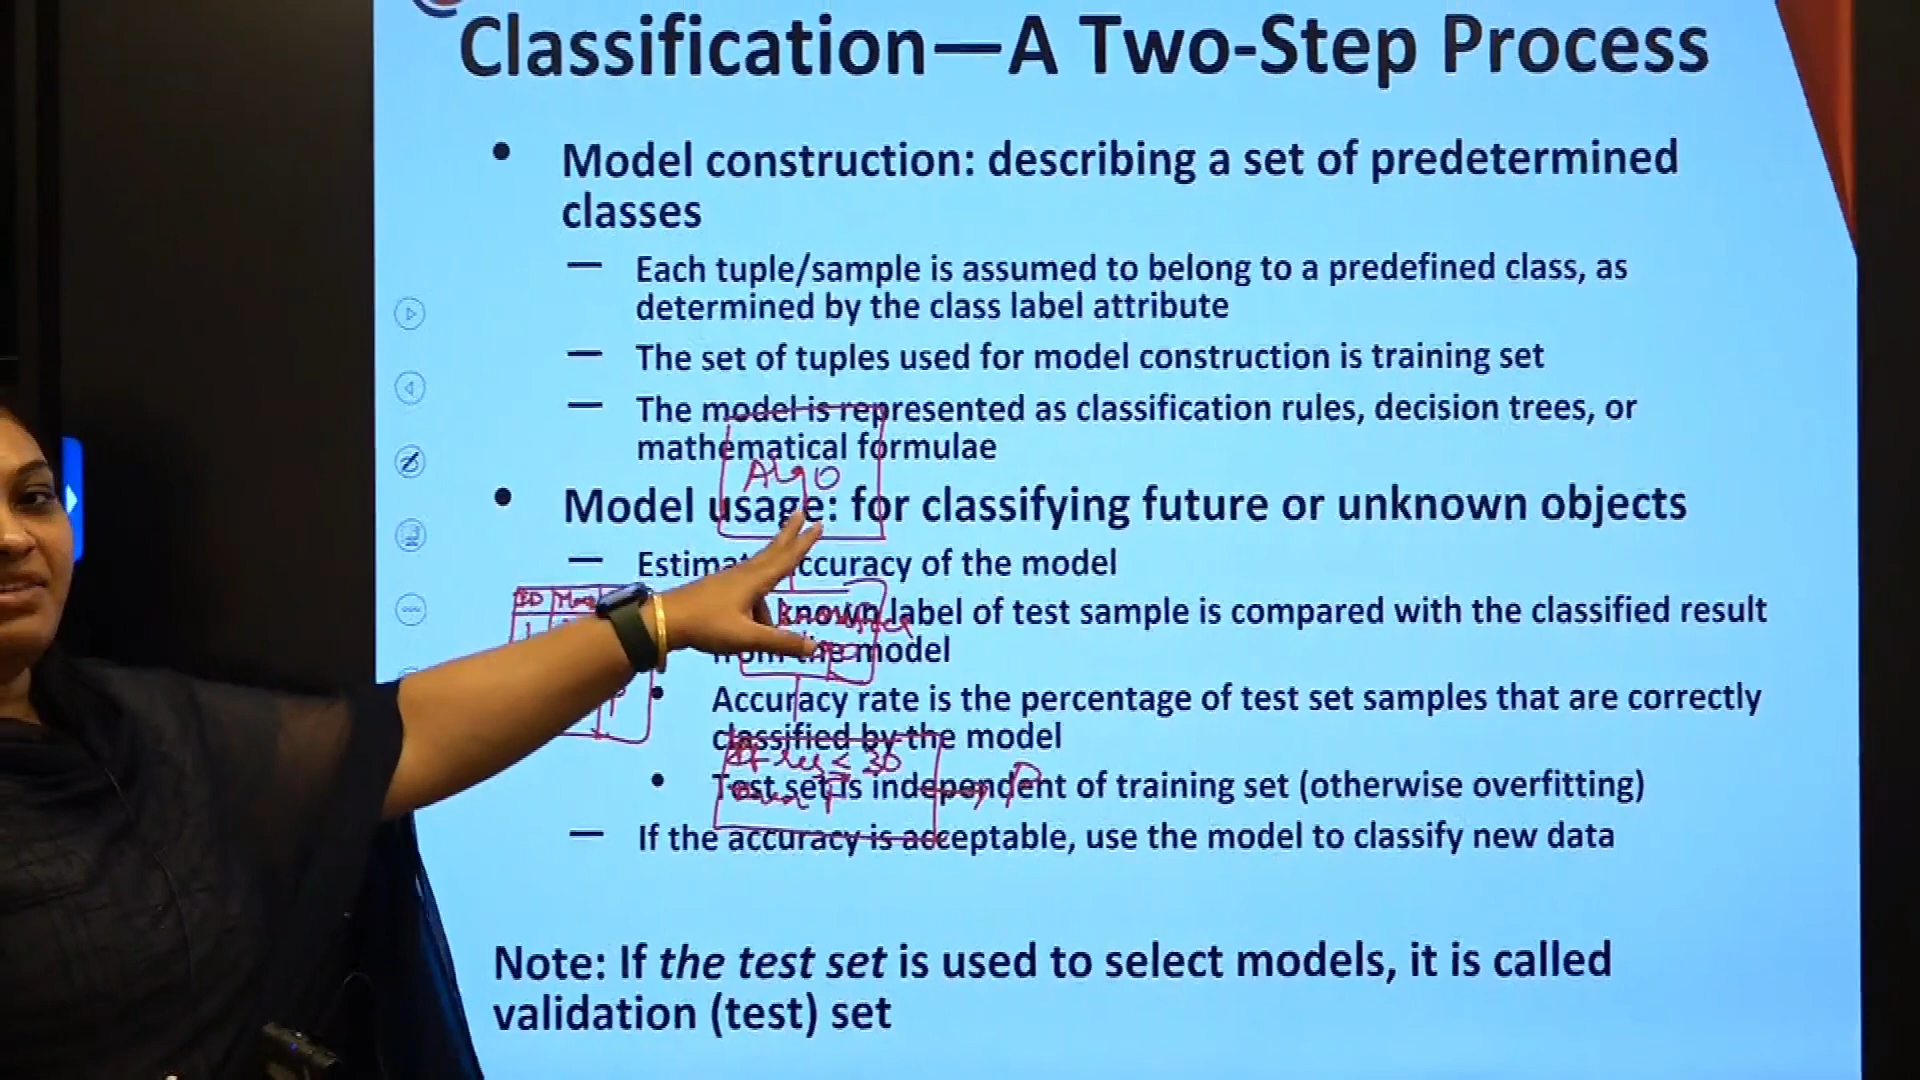 Classification—A Two-Step Process
• Model construction: describing a set of predetermined
classes
— Each tuple/sample is assumed to belong to a predefined class, as
determined by the class label attribute
— The set of tuples used for model construction is training set
— The model is represented as classification rules, decision trees, or
mathematical formulae
Algo
• Model usage: for classifying future or unknown objects
— accuracy of the model
known label of test sample is compared with the classified result
from the model
• Accuracy rate is the percentage of test set samples that are correctly
classified by the model
≤ 30
• Test set is independent of training set (otherwise overfitting)
— If the accuracy is acceptable, use the model to classify new data
Note: If the test set is used to select models, it is called
validation (test) set